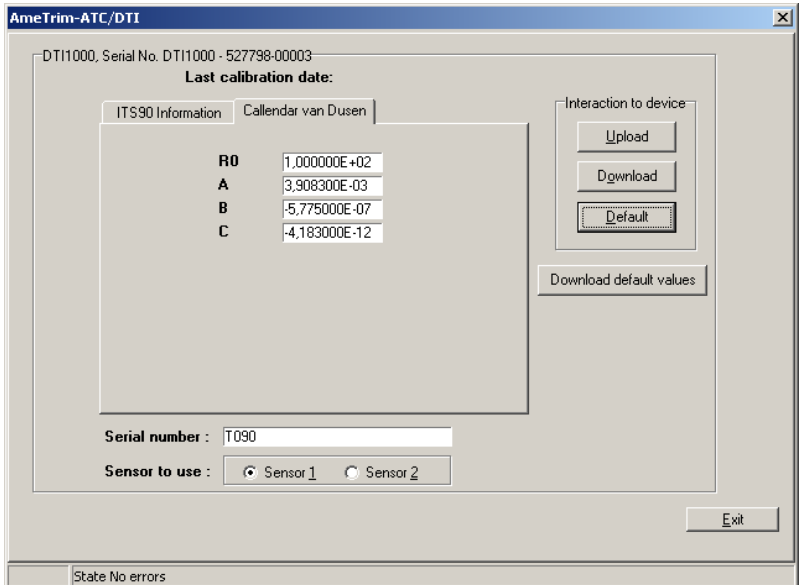 AmeTrim-ATC/DTI
DTI1000, Serial No. DTI1000 - 527798-00003
Last calibration date:
ITS90 Information
Callendar van Dusen
R0 1,000000E+02
A 3,908300E-03
B -5,775000E-07
C -4,183000E-12
Interaction to device
Upload
Download
Default
Download default values
Serial number : T090
Sensor to use : Sensor 1 Sensor 2
Exit
State No errors